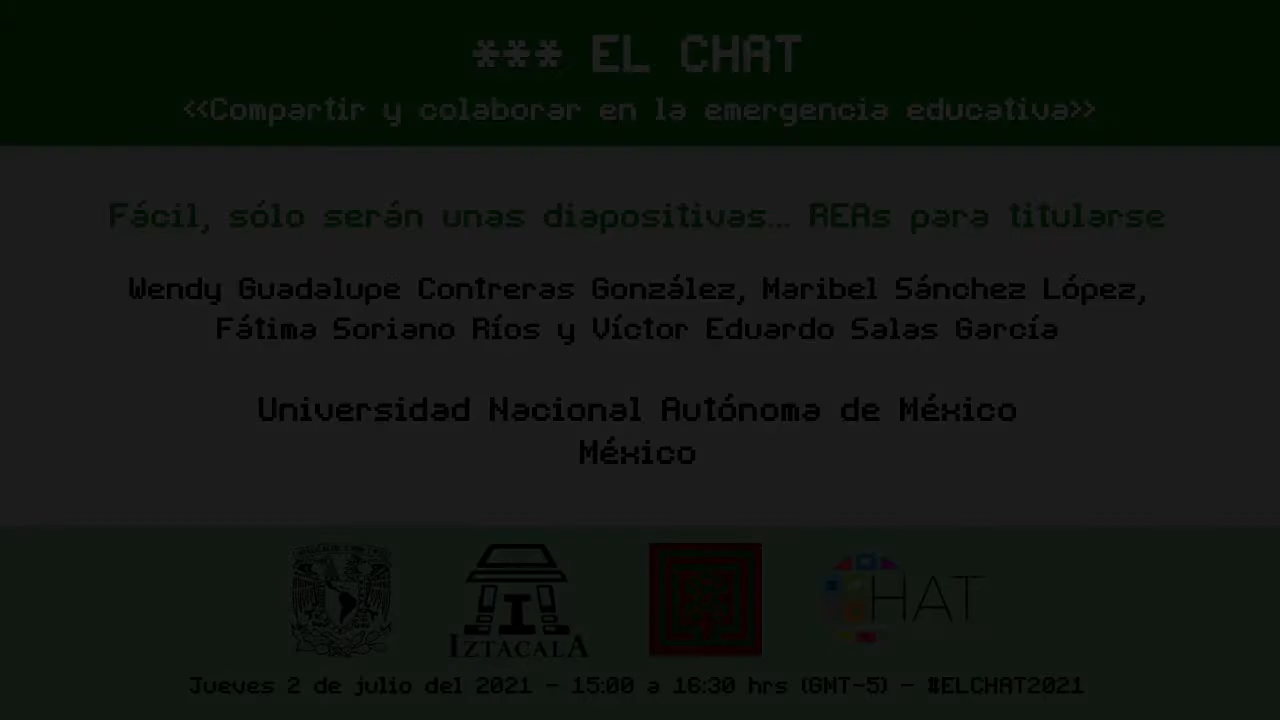 *** EL CHAT
<<Compartir y colaborar en la emergencia educativa>>
Fácil, sólo serán unas diapositivas... REAs para titularse
Wendy Guadalupe Contreras González, Maribel Sánchez López,
Fátima Soriano Ríos y Víctor Eduardo Salas García
Universidad Nacional Autónoma de México
México
IZTACALA
CHAT
Jueves 2 de julio del 2021 - 15:00 a 16:30 hrs (GMT-5) - #ELCHAT2021